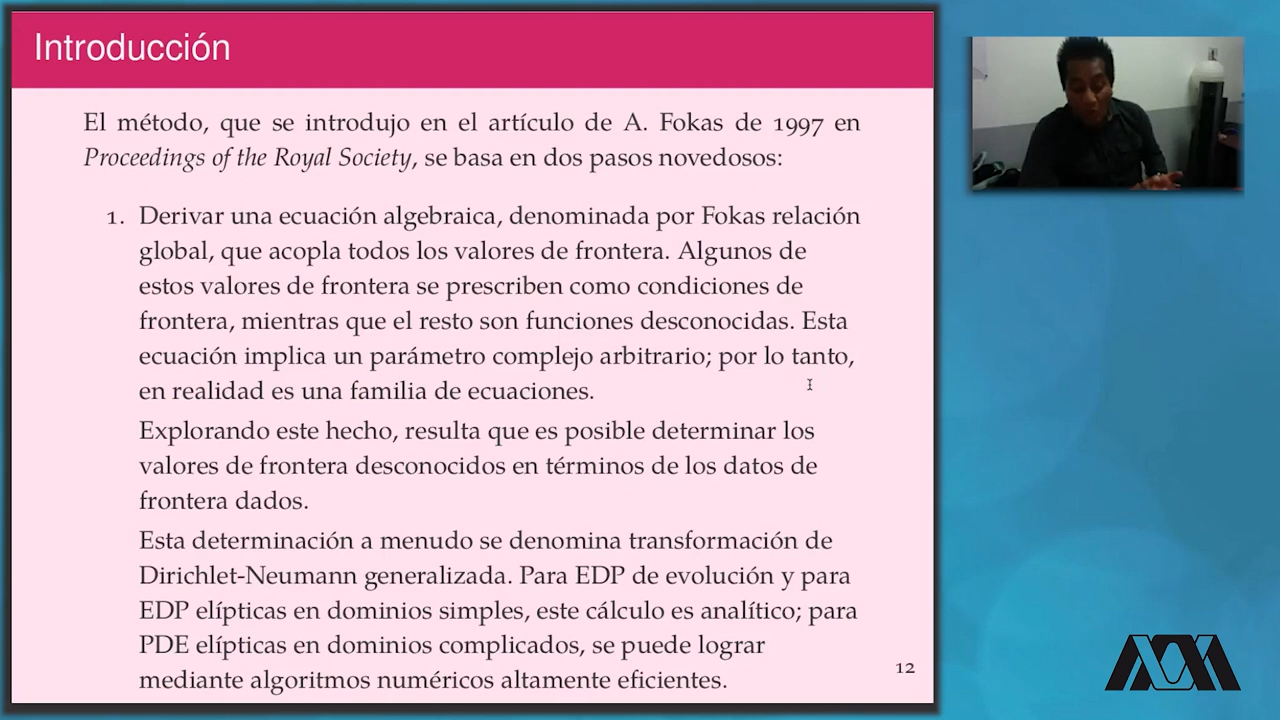 Introducción
El método, que se introdujo en el artículo de A. Fokas de 1997 en
Proceedings of the Royal Society, se basa en dos pasos novedosos:
1. Derivar una ecuación algebraica, denominada por Fokas relación
global, que acopla todos los valores de frontera. Algunos de
estos valores de frontera se prescriben como condiciones de
frontera, mientras que el resto son funciones desconocidas. Esta
ecuación implica un parámetro complejo arbitrario; por lo tanto,
en realidad es una familia de ecuaciones.
Explorando este hecho, resulta que es posible determinar los
valores de frontera desconocidos en términos de los datos de
frontera dados.
Esta determinación a menudo se denomina transformación de
Dirichlet-Neumann generalizada. Para EDP de evolución y para
EDP elípticas en dominios simples, este cálculo es analítico; para
PDE elípticas en dominios complicados, se puede lograr
mediante algoritmos numéricos altamente eficientes.
12